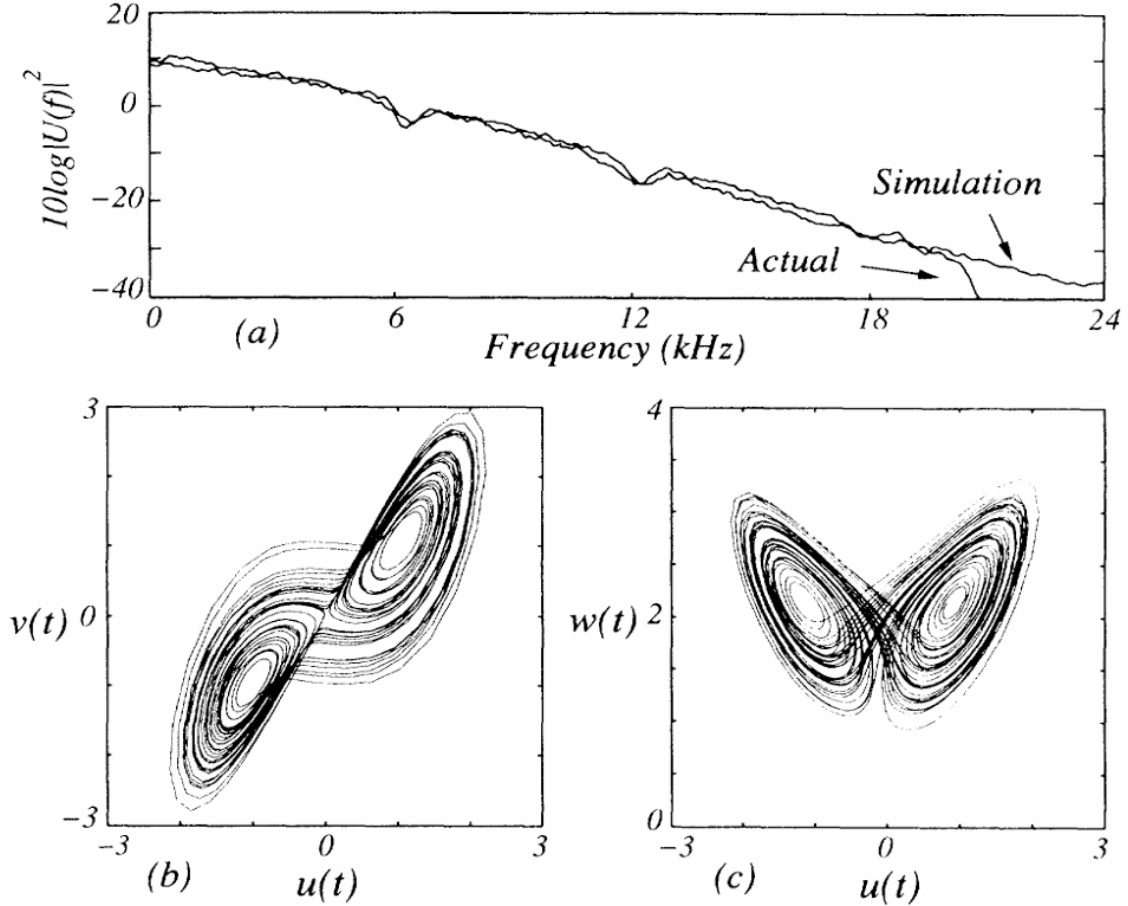 20
0
−20
−40
10log|U(f)|²
Simulation
Actual
0 6 12 18 24
(a) Frequency (kHz)
3
v(t) 0
−3
−3 0 3
(b) u(t)
4
w(t) 2
0
−3 0 3
(c) u(t)